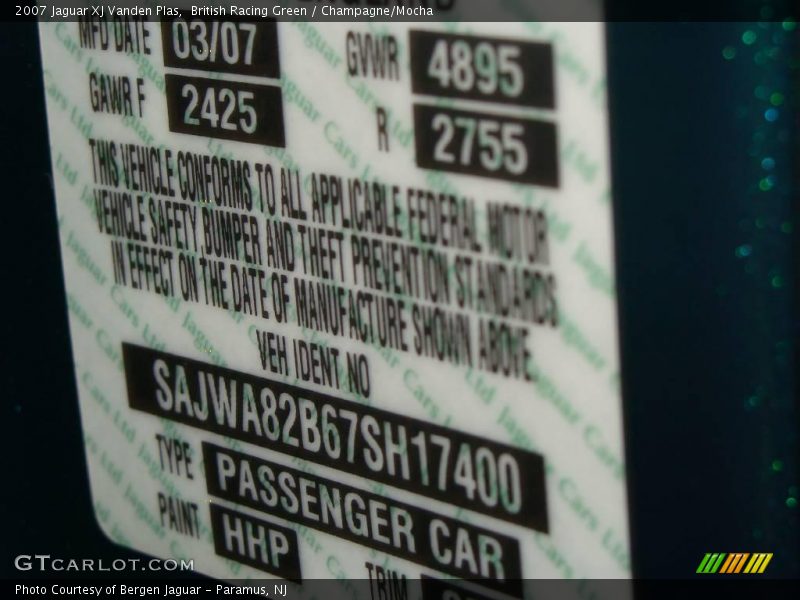 2007 Jaguar XJ Vanden Plas, British Racing Green / Champagne/Mocha
MFD DATE 03/07 GVWR 4895
GAWR F 2425 R 2755
THIS VEHICLE CONFORMS TO ALL APPLICABLE FEDERAL MOTOR
VEHICLE SAFETY, BUMPER AND THEFT PREVENTION STANDARDS
IN EFFECT ON THE DATE OF MANUFACTURE SHOWN ABOVE
VEH IDENT NO
SAJWA82B67SH17400
TYPE PASSENGER CAR
PAINT HHP TRIM
GTCARLOT.COM
Photo Courtesy of Bergen Jaguar - Paramus, NJ